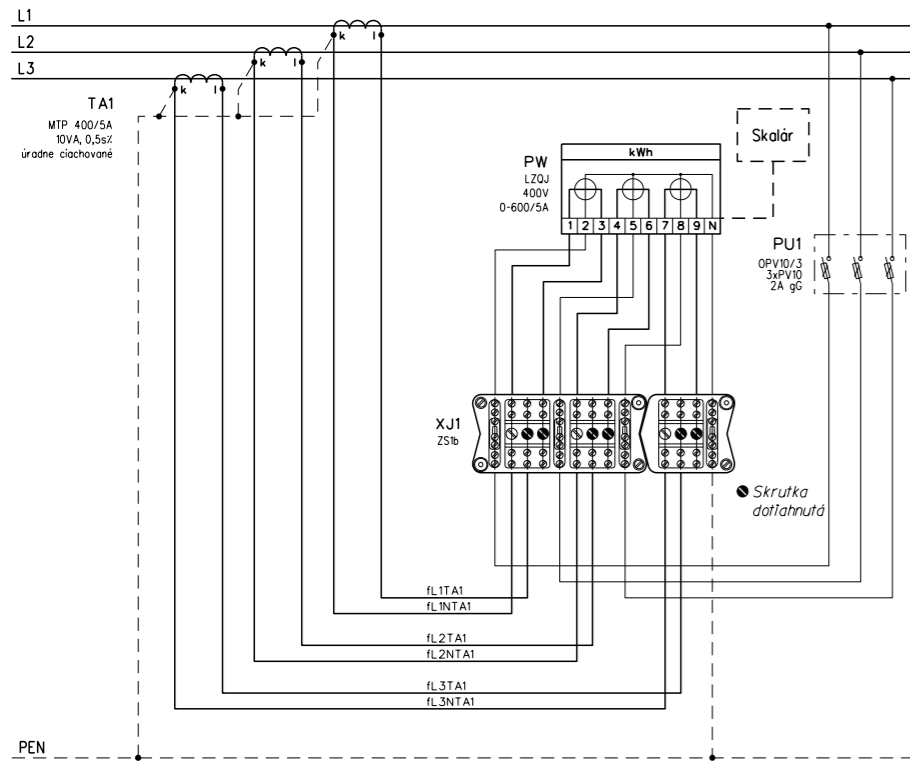 L1
L2
L3
k l
k l
k l
TA1
MTP 400/5A
10VA, 0,5s%
úradne ciachované
PW
LZQJ
400V
0-600/5A
kWh
1 2 3 4 5 6 7 8 9 N
Skalár
PU1
OPV10/3
3xPV10
2A gG
XJ1
ZS1b
Skrutka
dotiahnutá
fL1TA1
fL1NTA1
fL2TA1
fL2NTA1
fL3TA1
fL3NTA1
PEN